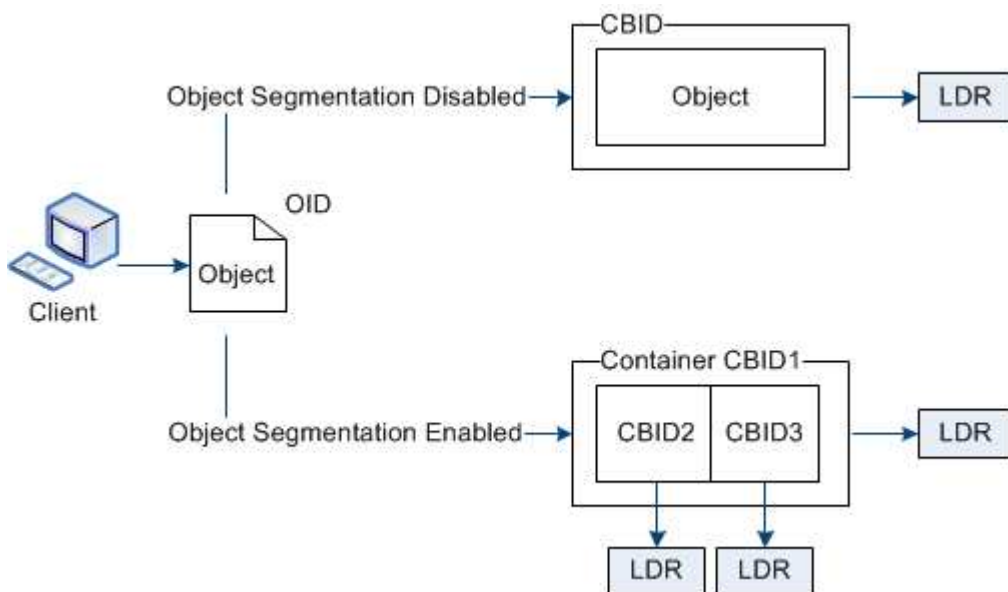 CBID
Object Segmentation Disabled
Object
LDR
OID
Object
Client
Container CBID1
Object Segmentation Enabled
CBID2
CBID3
LDR
LDR
LDR